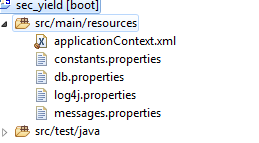 sec_yield [boot]
src/main/resources
applicationContext.xml
constants.properties
db.properties
log4j.properties
messages.properties
src/test/java